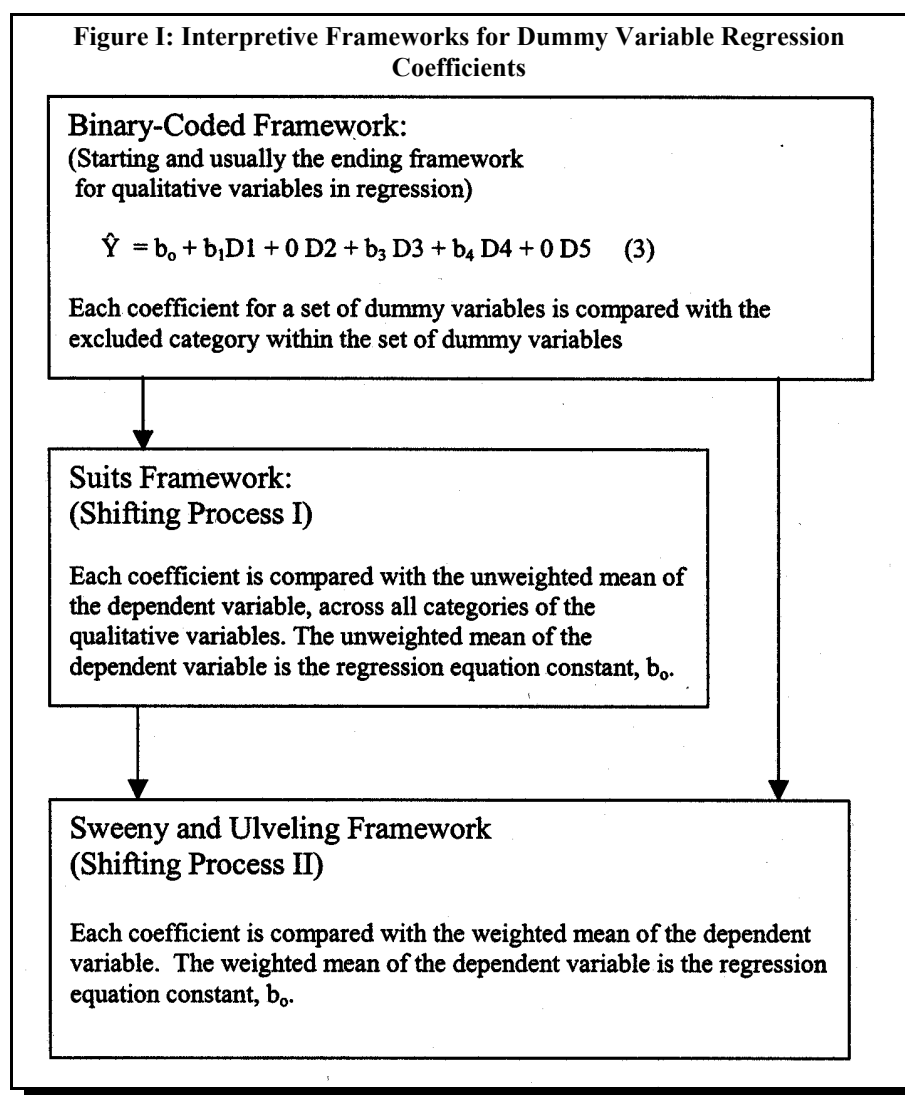 Figure I: Interpretive Frameworks for Dummy Variable Regression
Coefficients
Binary-Coded Framework:
(Starting and usually the ending framework
for qualitative variables in regression)
Ŷ = b₀ + b₁D1 + 0 D2 + b₃ D3 + b₄ D4 + 0 D5 (3)
Each coefficient for a set of dummy variables is compared with the
excluded category within the set of dummy variables
Suits Framework:
(Shifting Process I)
Each coefficient is compared with the unweighted mean of
the dependent variable, across all categories of the
qualitative variables. The unweighted mean of the
dependent variable is the regression equation constant, b₀.
Sweeny and Ulveling Framework
(Shifting Process II)
Each coefficient is compared with the weighted mean of the dependent
variable. The weighted mean of the dependent variable is the regression
equation constant, b₀.